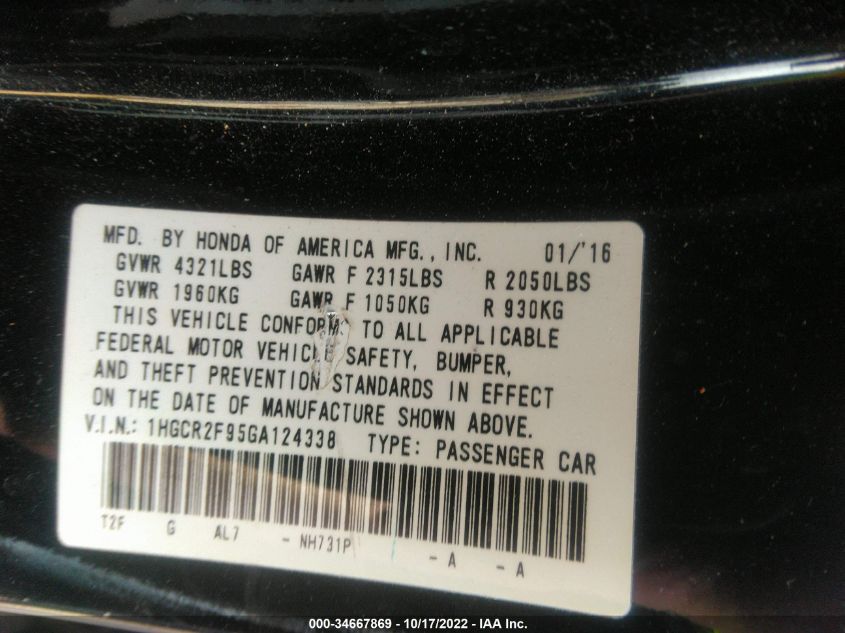 MFD. BY HONDA OF AMERICA MFG., INC. 01/'16
GVWR 4321LBS GAWR F 2315LBS R 2050LBS
GVWR 1960KG GAWR F 1050KG R 930KG
THIS VEHICLE CONFORMS TO ALL APPLICABLE
FEDERAL MOTOR VEHICLE SAFETY, BUMPER,
AND THEFT PREVENTION STANDARDS IN EFFECT
ON THE DATE OF MANUFACTURE SHOWN ABOVE.
V.I.N.: 1HGCR2F95GA124338 TYPE: PASSENGER CAR
T2F G AL7 - NH731P - A - A
000-34667869 - 10/17/2022 - IAA Inc.